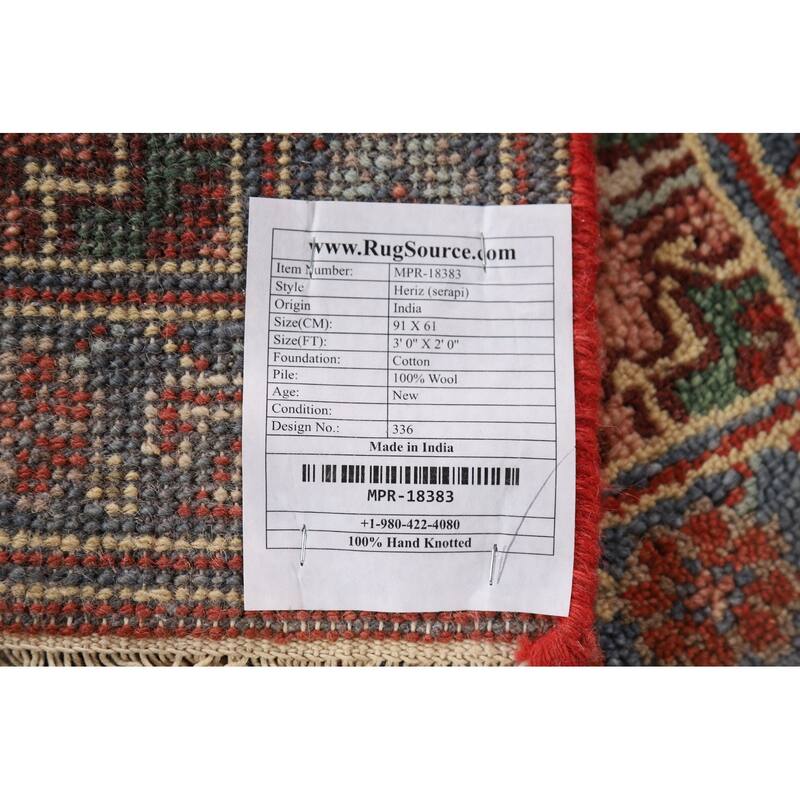 www.RugSource.com
Item Number: MPR-18383
Style Heriz (serapi)
Origin India
Size(CM): 91 X 61
Size(FT): 3' 0" X 2' 0"
Foundation: Cotton
Pile: 100% Wool
Age: New
Condition:
Design No.: 336
Made in India
MPR-18383
+1-980-422-4080
100% Hand Knotted